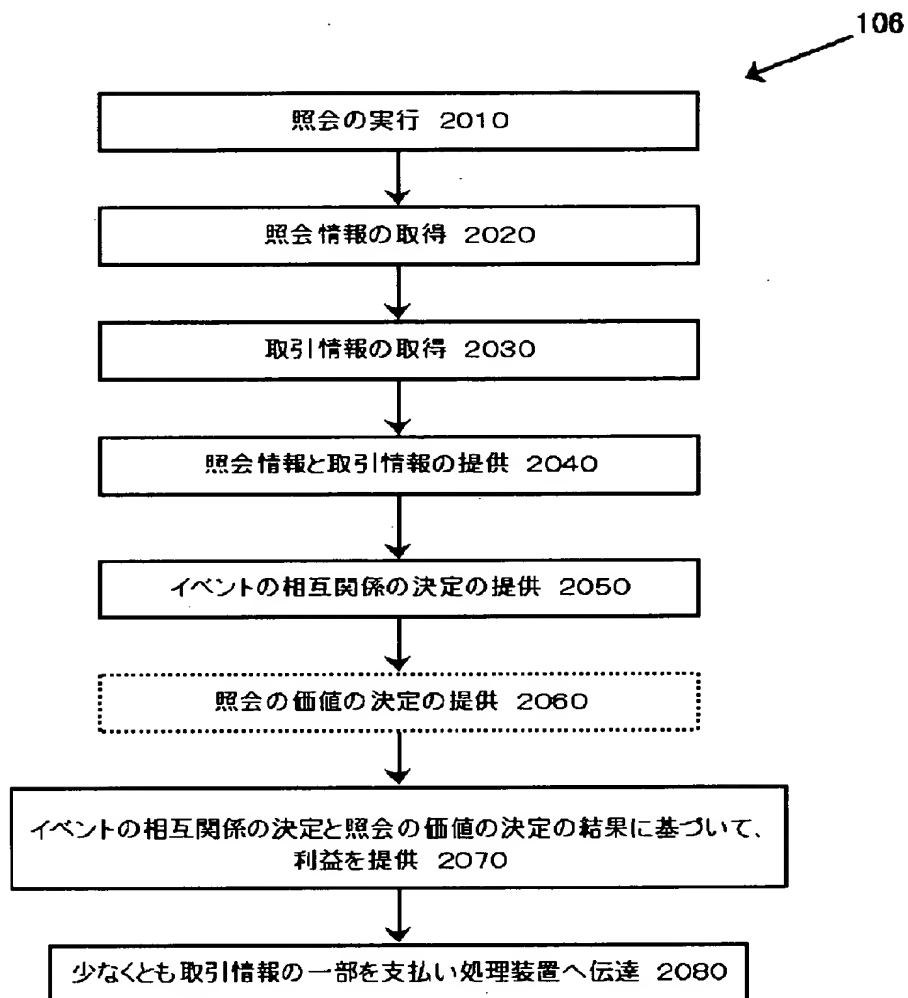 106
照会の実行 2010
照会情報の取得 2020
取引情報の取得 2030
照会情報と取引情報の提供 2040
イベントの相互関係の決定の提供 2050
照会の価値の決定の提供 2060
イベントの相互関係の決定と照会の価値の決定の結果に基づいて、
利益を提供 2070
少なくとも取引情報の一部を支払い処理装置へ伝達 2080